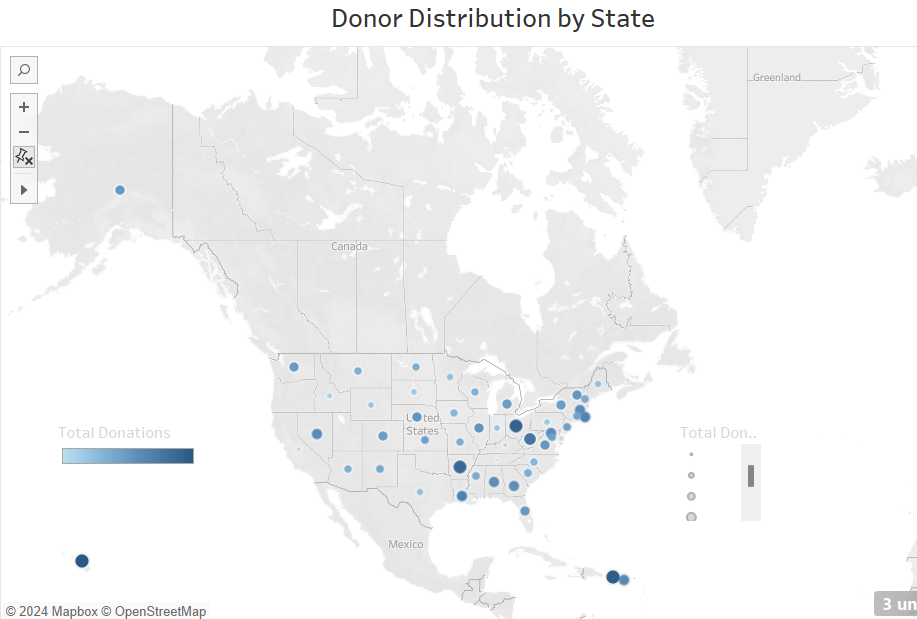 Donor Distribution by State
Greenland
Canada
United
States
Total Donations
Total Don..
Mexico
© 2024 Mapbox © OpenStreetMap
3 un